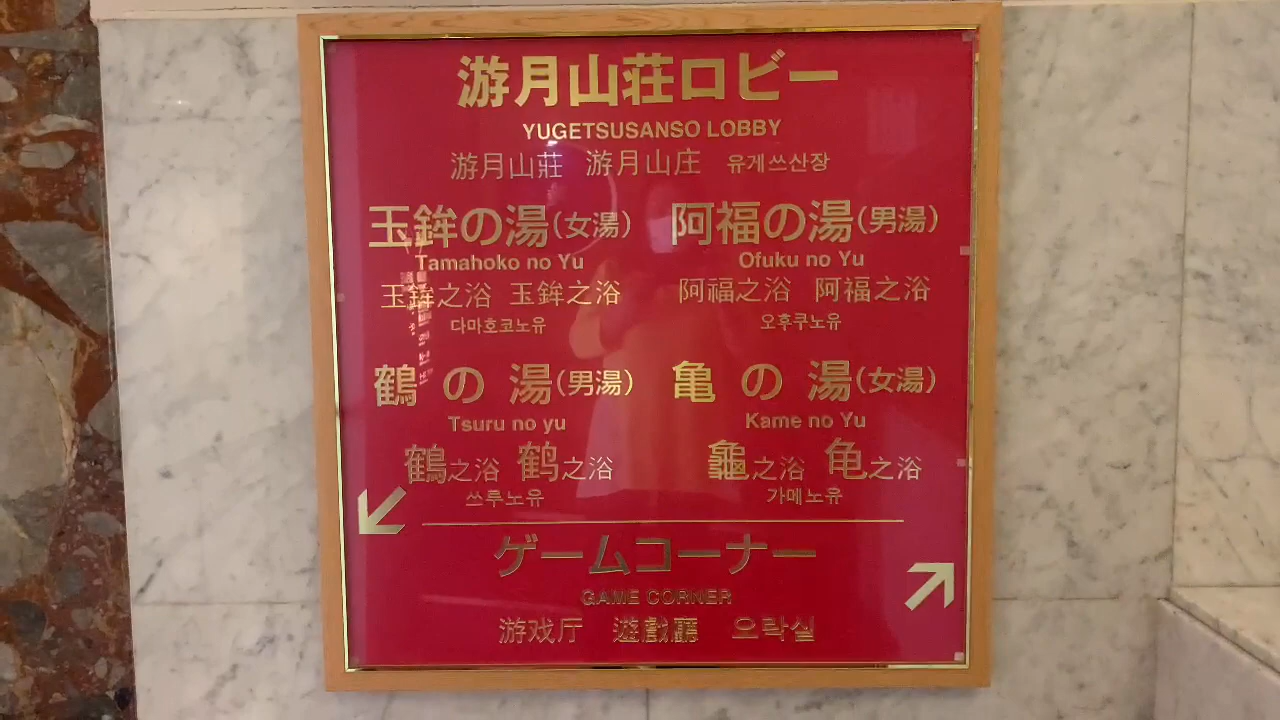 游月山荘ロビー
YUGETSUSANSO LOBBY
游月山莊 游月山庄 유게쓰산장
玉鉾の湯(女湯) 阿福の湯(男湯)
Tamahoko no Yu Ofuku no Yu
玉鉾之浴 玉鉾之浴 阿福之浴 阿福之浴
다마호코노유 오후쿠노유
鶴の湯(男湯) 亀の湯(女湯)
Tsuru no yu Kame no Yu
鶴之浴 鹤之浴 龜之浴 龟之浴
쓰루노유 가메노유
ゲームコーナー
GAME CORNER
游戏厅 遊戲廳 오락실